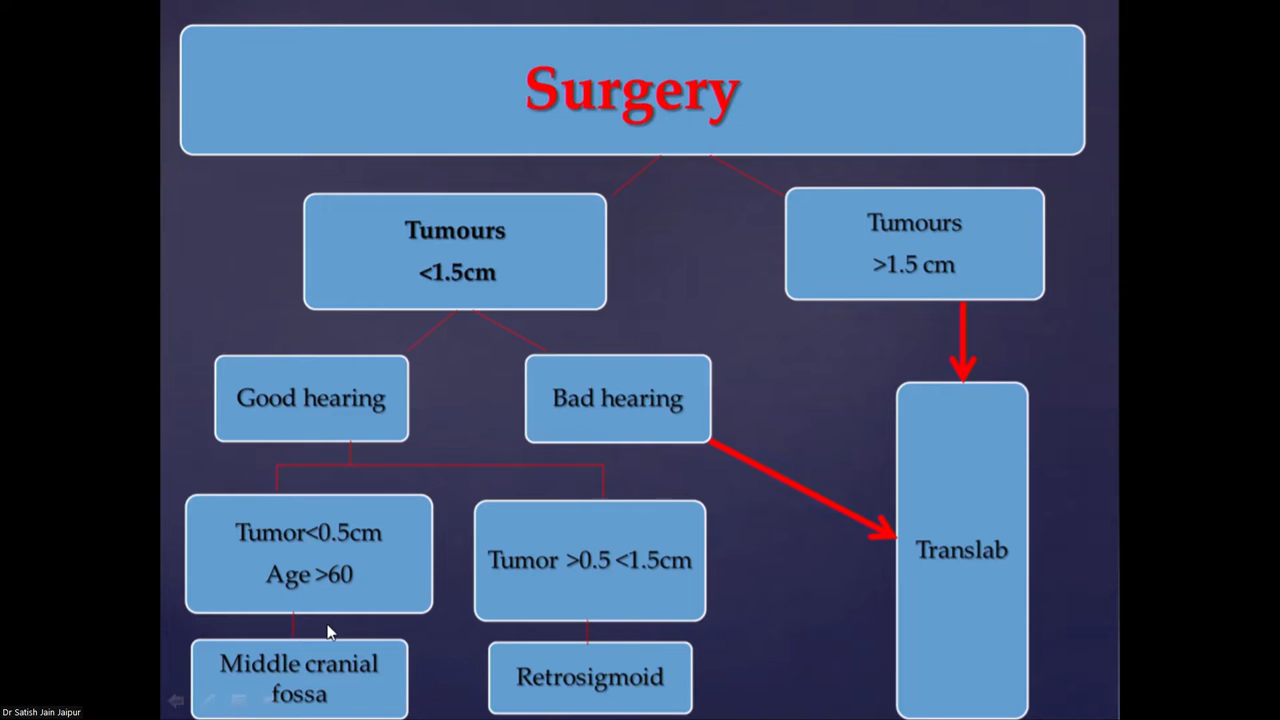 Surgery
Tumours
<1.5cm
Tumours
>1.5 cm
Good hearing
Bad hearing
Tumor<0.5cm
Age >60
Tumor >0.5 <1.5cm
Translab
Middle cranial
fossa
Retrosigmoid
Dr Satish Jain Jaipur